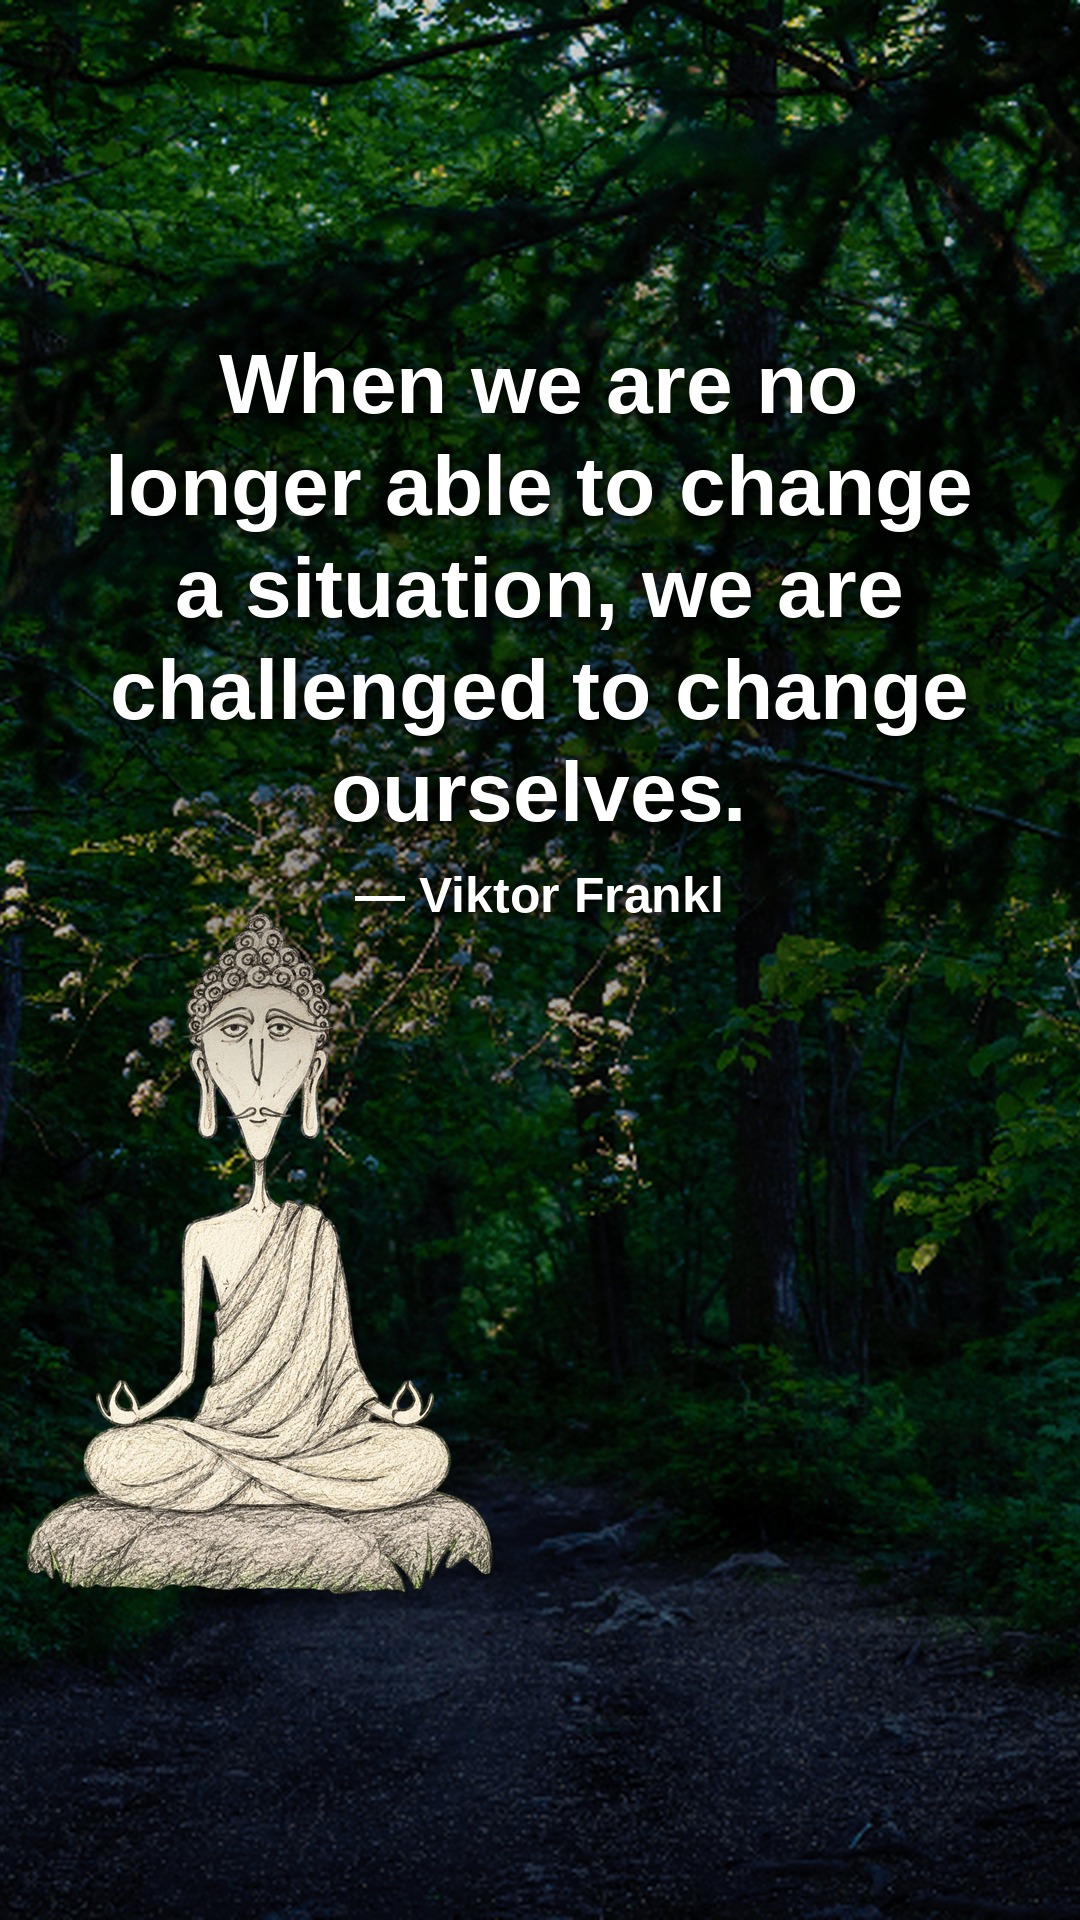 When we are no
longer able to change
a situation, we are
challenged to change
ourselves.
— Viktor Frankl